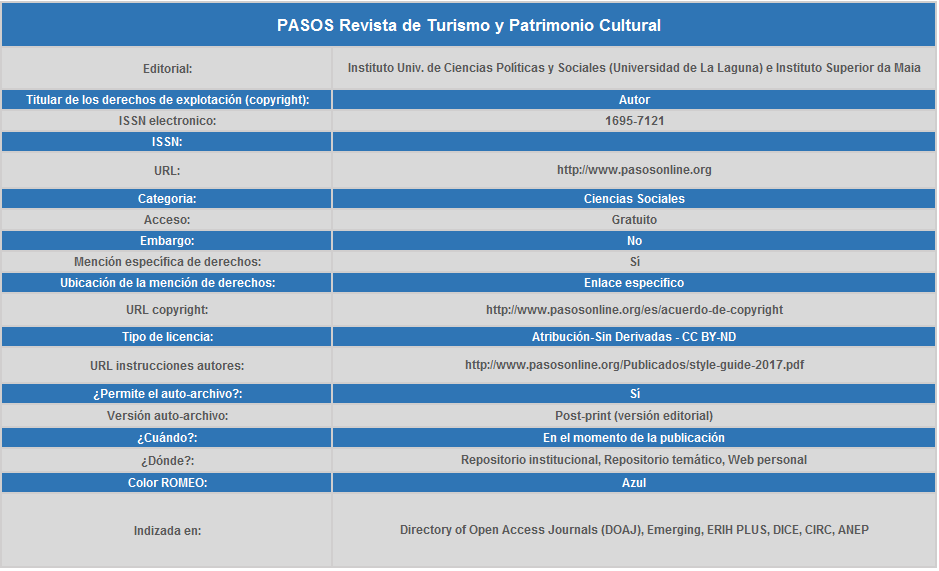 PASOS Revista de Turismo y Patrimonio Cultural
Editorial: Instituto Univ. de Ciencias Políticas y Sociales (Universidad de La Laguna) e Instituto Superior da Maia
Titular de los derechos de explotación (copyright): Autor
ISSN electronico: 1695-7121
ISSN:
URL: http://www.pasosonline.org
Categoria: Ciencias Sociales
Acceso: Gratuito
Embargo: No
Mención especifica de derechos: Sí
Ubicación de la mención de derechos: Enlace especifico
URL copyright: http://www.pasosonline.org/es/acuerdo-de-copyright
Tipo de licencia: Atribución-Sin Derivadas - CC BY-ND
URL instrucciones autores: http://www.pasosonline.org/Publicados/style-guide-2017.pdf
¿Permite el auto-archivo?: Sí
Versión auto-archivo: Post-print (versión editorial)
¿Cuándo?: En el momento de la publicación
¿Dónde?: Repositorio institucional, Repositorio temático, Web personal
Color ROMEO: Azul
Indizada en: Directory of Open Access Journals (DOAJ), Emerging, ERIH PLUS, DICE, CIRC, ANEP